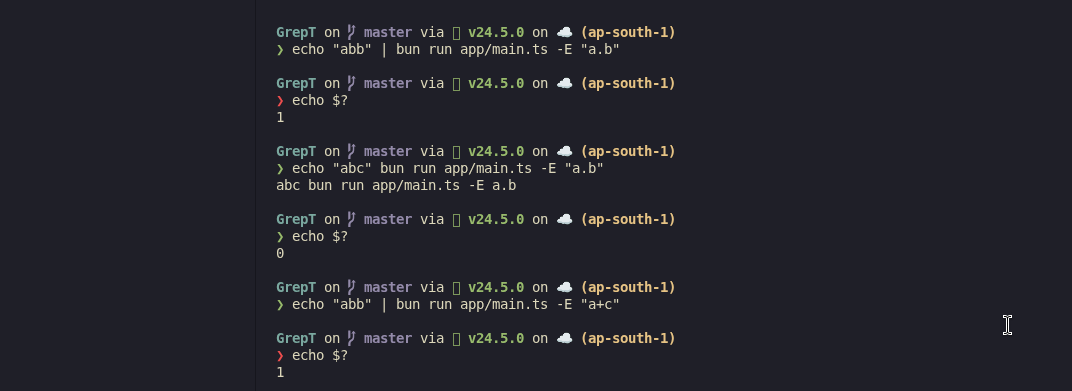 GrepT on master via v24.5.0 on ☁️ (ap-south-1)
❯ echo "abb" | bun run app/main.ts -E "a.b"
GrepT on master via v24.5.0 on ☁️ (ap-south-1)
❯ echo $?
1
GrepT on master via v24.5.0 on ☁️ (ap-south-1)
❯ echo "abc" bun run app/main.ts -E "a.b"
abc bun run app/main.ts -E a.b
GrepT on master via v24.5.0 on ☁️ (ap-south-1)
❯ echo $?
0
GrepT on master via v24.5.0 on ☁️ (ap-south-1)
❯ echo "abb" | bun run app/main.ts -E "a+c"
GrepT on master via v24.5.0 on ☁️ (ap-south-1)
❯ echo $?
1